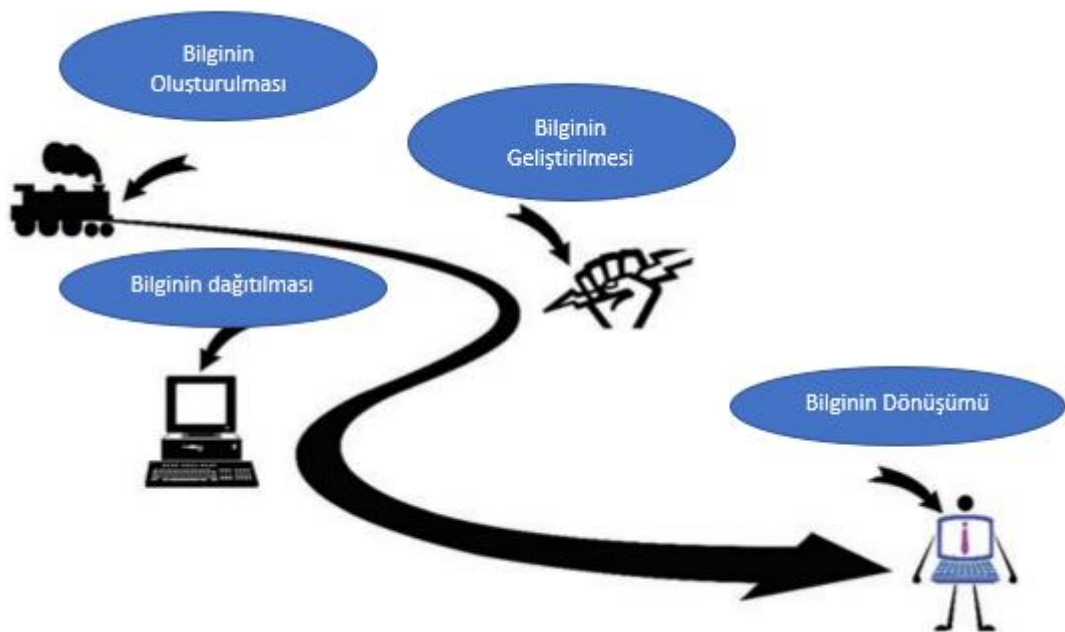 Bilginin
Oluşturulması
Bilginin
Geliştirilmesi
Bilginin dağıtılması
Bilginin Dönüşümü